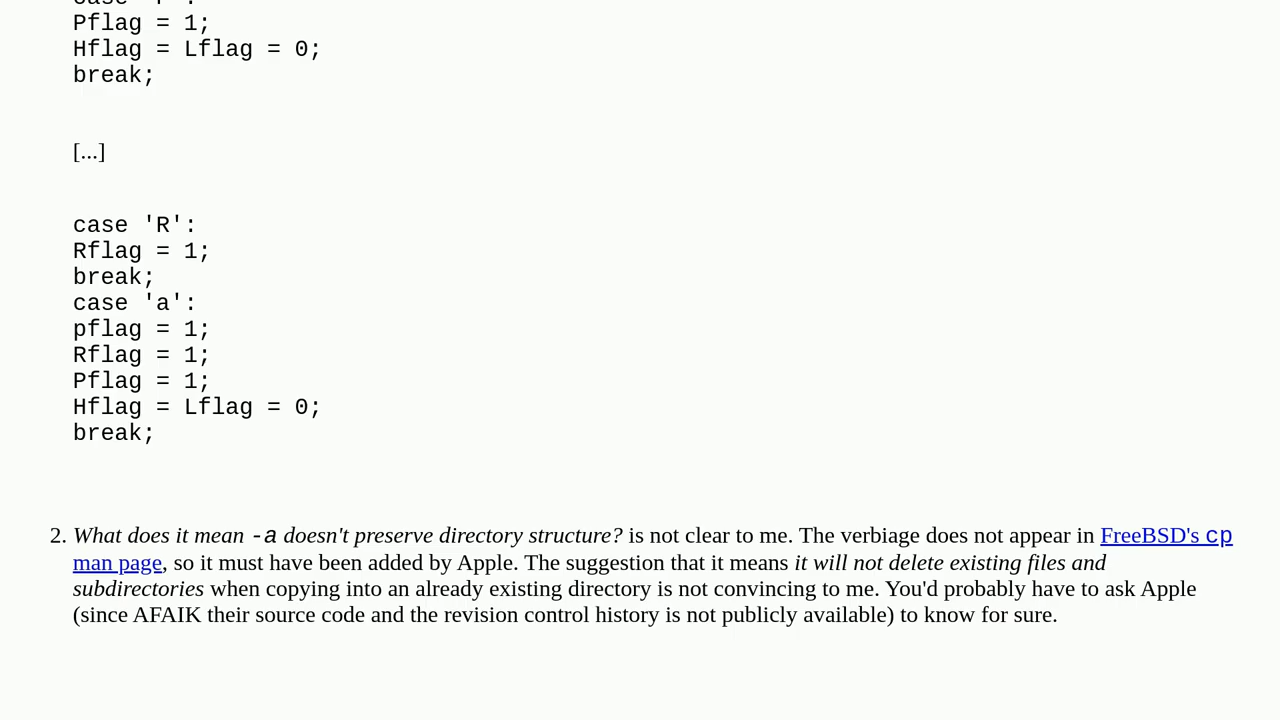 Pflag = 1;
Hflag = Lflag = 0;
break;
[...]
case 'R':
Rflag = 1;
break;
case 'a':
pflag = 1;
Rflag = 1;
Pflag = 1;
Hflag = Lflag = 0;
break;
2. What does it mean -a doesn't preserve directory structure? is not clear to me. The verbiage does not appear in FreeBSD's cp
man page, so it must have been added by Apple. The suggestion that it means it will not delete existing files and
subdirectories when copying into an already existing directory is not convincing to me. You'd probably have to ask Apple
(since AFAIK their source code and the revision control history is not publicly available) to know for sure.